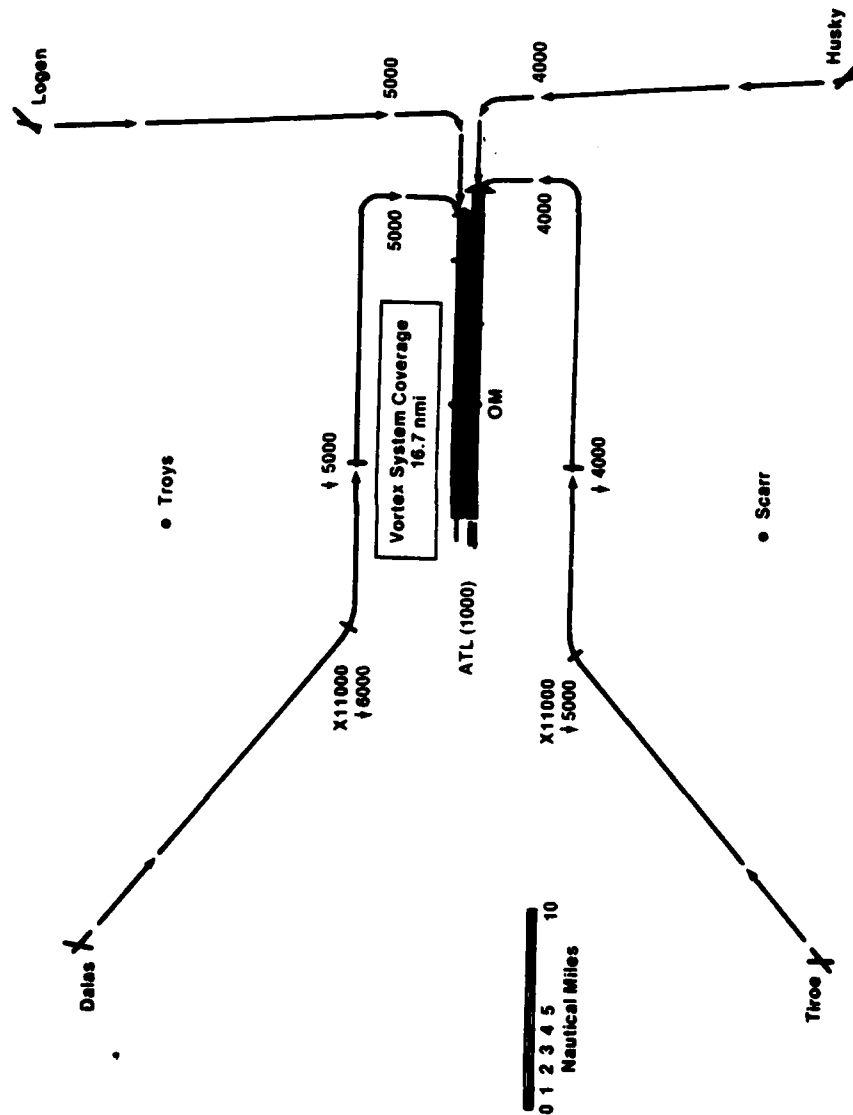 Logen
Husky
5000
4000
5000
4000
Vortex System Coverage
16.7 nmi
OM
↓ 5000
↓ 4000
● Troys
● Scarr
ATL (1000)
X11000
↓ 6000
X11000
↓ 5000
Dalas
Tiroe
0 1 2 3 4 5 10
Nautical Miles